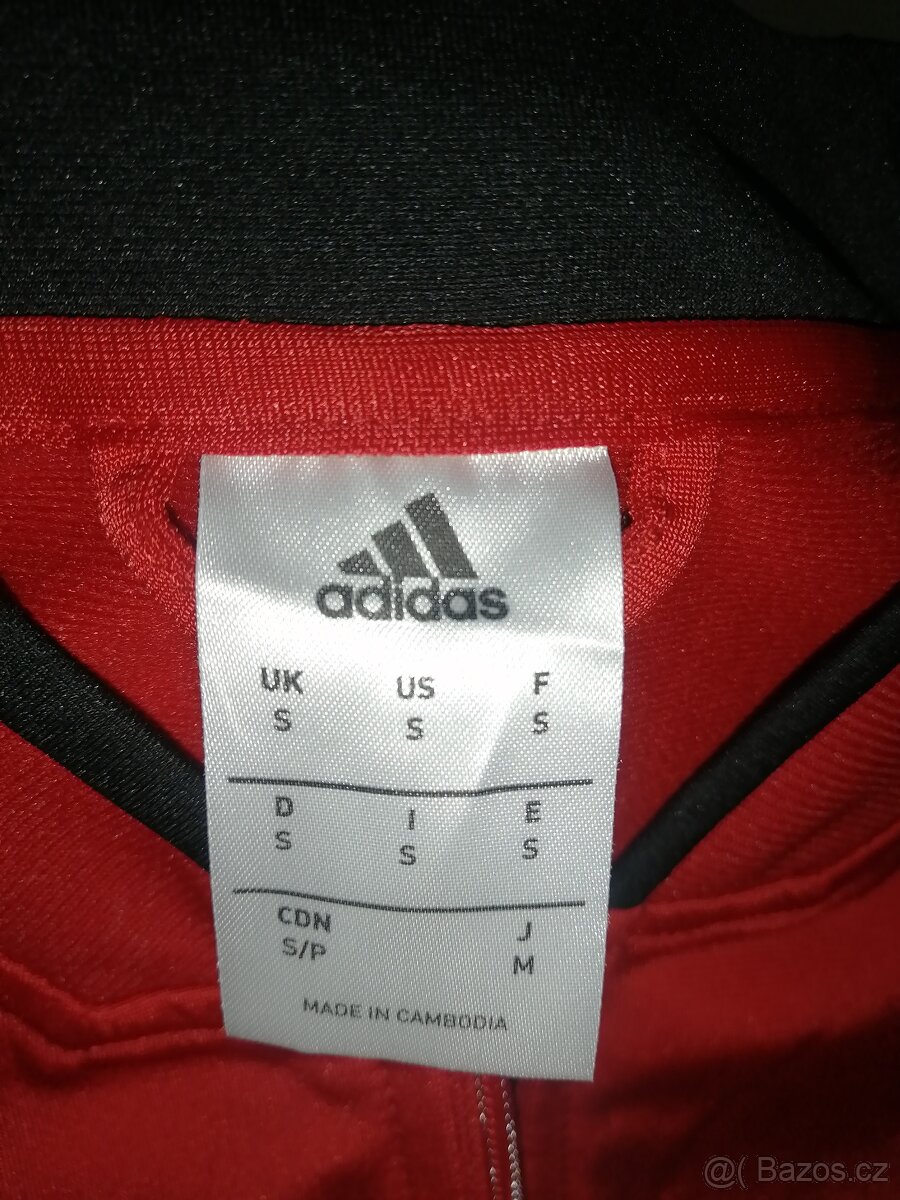 adidas
UK US F
S S S
D I E
S S S
CDN J
S/P M
MADE IN CAMBODIA
@( Bazos.cz